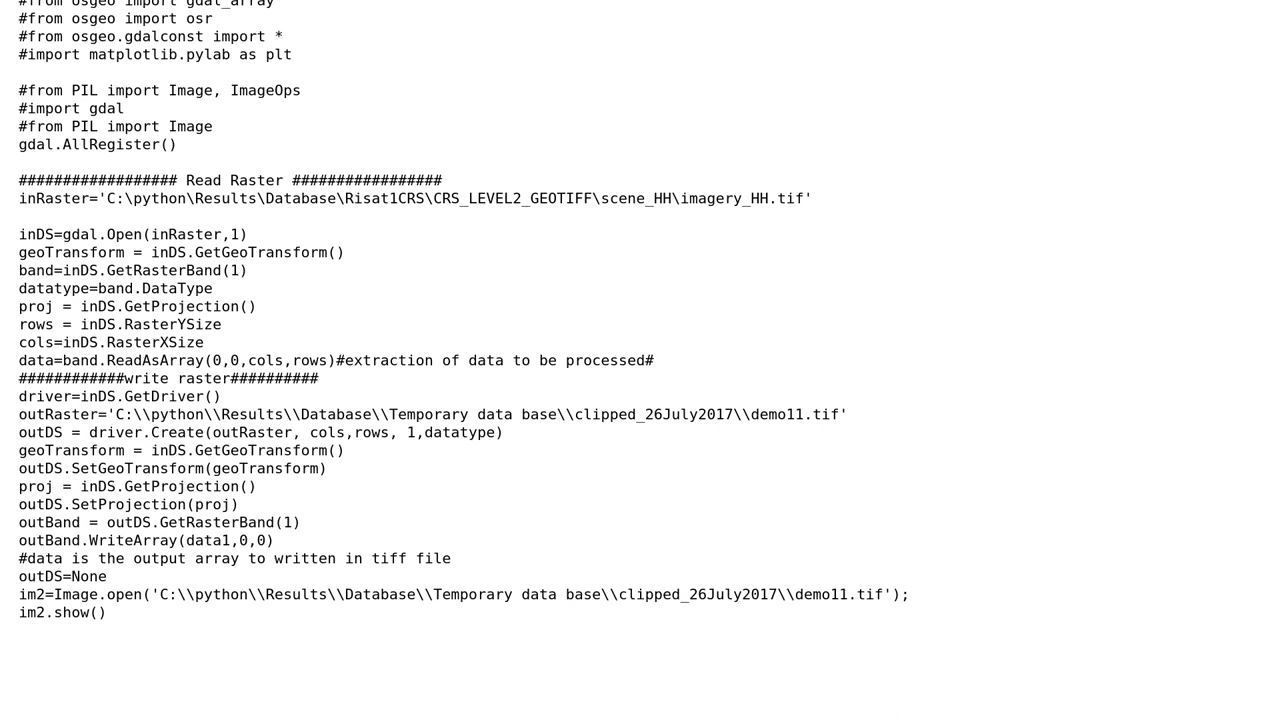 #from osgeo import gdal_array
#from osgeo import osr
#from osgeo.gdalconst import *
#import matplotlib.pylab as plt
#from PIL import Image, ImageOps
#import gdal
#from PIL import Image
gdal.AllRegister()
################## Read Raster #################
inRaster='C:\python\Results\Database\Risat1CRS\CRS_LEVEL2_GEOTIFF\scene_HH\imagery_HH.tif'
inDS=gdal.Open(inRaster,1)
geoTransform = inDS.GetGeoTransform()
band=inDS.GetRasterBand(1)
datatype=band.DataType
proj = inDS.GetProjection()
rows = inDS.RasterYSize
cols=inDS.RasterXSize
data=band.ReadAsArray(0,0,cols,rows)#extraction of data to be processed#
############write raster##########
driver=inDS.GetDriver()
outRaster='C:\\python\\Results\\Database\\Temporary data base\\clipped_26July2017\\demo11.tif'
outDS = driver.Create(outRaster, cols,rows, 1,datatype)
geoTransform = inDS.GetGeoTransform()
outDS.SetGeoTransform(geoTransform)
proj = inDS.GetProjection()
outDS.SetProjection(proj)
outBand = outDS.GetRasterBand(1)
outBand.WriteArray(data1,0,0)
#data is the output array to written in tiff file
outDS=None
im2=Image.open('C:\\python\\Results\\Database\\Temporary data base\\clipped_26July2017\\demo11.tif');
im2.show()